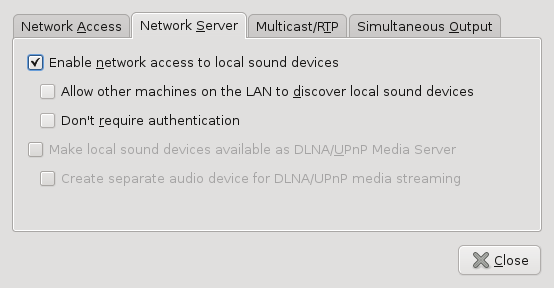 Network Access Network Server Multicast/RTP Simultaneous Output
Enable network access to local sound devices
Allow other machines on the LAN to discover local sound devices
Don't require authentication
Make local sound devices available as DLNA/UPnP Media Server
Create separate audio device for DLNA/UPnP media streaming
Close